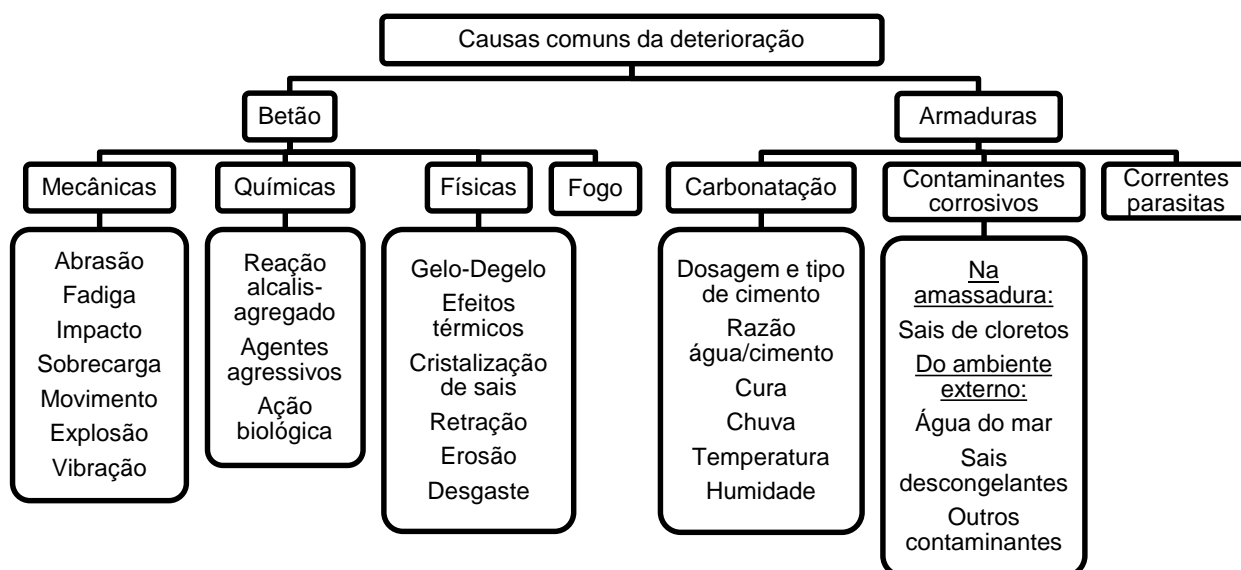 Causas comuns da deterioração
Betão
Armaduras
Mecânicas
Químicas
Físicas
Fogo
Carbonatação
Contaminantes
corrosivos
Correntes
parasitas
Abrasão
Fadiga
Impacto
Sobrecarga
Movimento
Explosão
Vibração
Reação
alcalis-
agregado
Agentes
agressivos
Ação
biológica
Gelo-Degelo
Efeitos
térmicos
Cristalização
de sais
Retração
Erosão
Desgaste
Dosagem e tipo
de cimento
Razão
água/cimento
Cura
Chuva
Temperatura
Humidade
Na
amassadura:
Sais de cloretos
Do ambiente
externo:
Água do mar
Sais
descongelantes
Outros
contaminantes